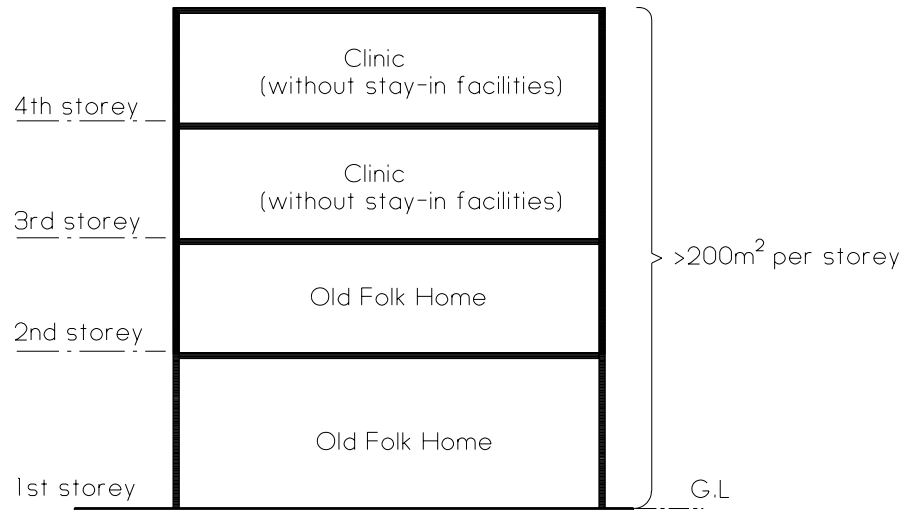 Clinic
(without stay-in facilities)
4th storey
Clinic
(without stay-in facilities)
3rd storey
>200m² per storey
Old Folk Home
2nd storey
Old Folk Home
1st storey
G.L